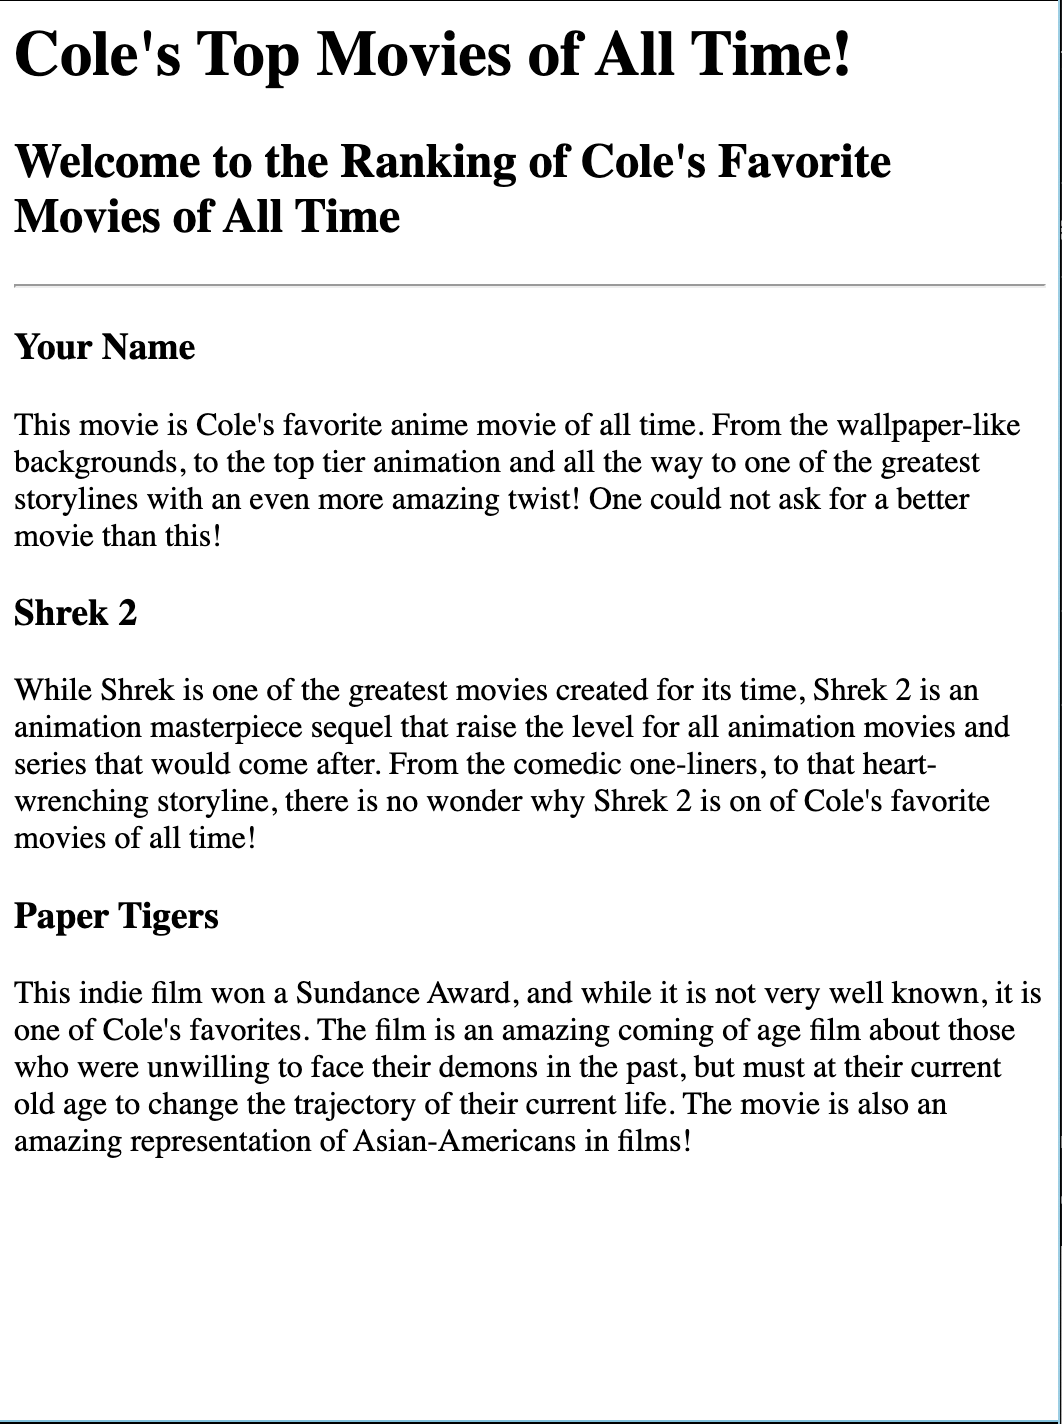 Cole's Top Movies of All Time!
Welcome to the Ranking of Cole's Favorite
Movies of All Time
Your Name
This movie is Cole's favorite anime movie of all time. From the wallpaper-like
backgrounds, to the top tier animation and all the way to one of the greatest
storylines with an even more amazing twist! One could not ask for a better
movie than this!
Shrek 2
While Shrek is one of the greatest movies created for its time, Shrek 2 is an
animation masterpiece sequel that raise the level for all animation movies and
series that would come after. From the comedic one-liners, to that heart-
wrenching storyline, there is no wonder why Shrek 2 is on of Cole's favorite
movies of all time!
Paper Tigers
This indie film won a Sundance Award, and while it is not very well known, it is
one of Cole's favorites. The film is an amazing coming of age film about those
who were unwilling to face their demons in the past, but must at their current
old age to change the trajectory of their current life. The movie is also an
amazing representation of Asian-Americans in films!